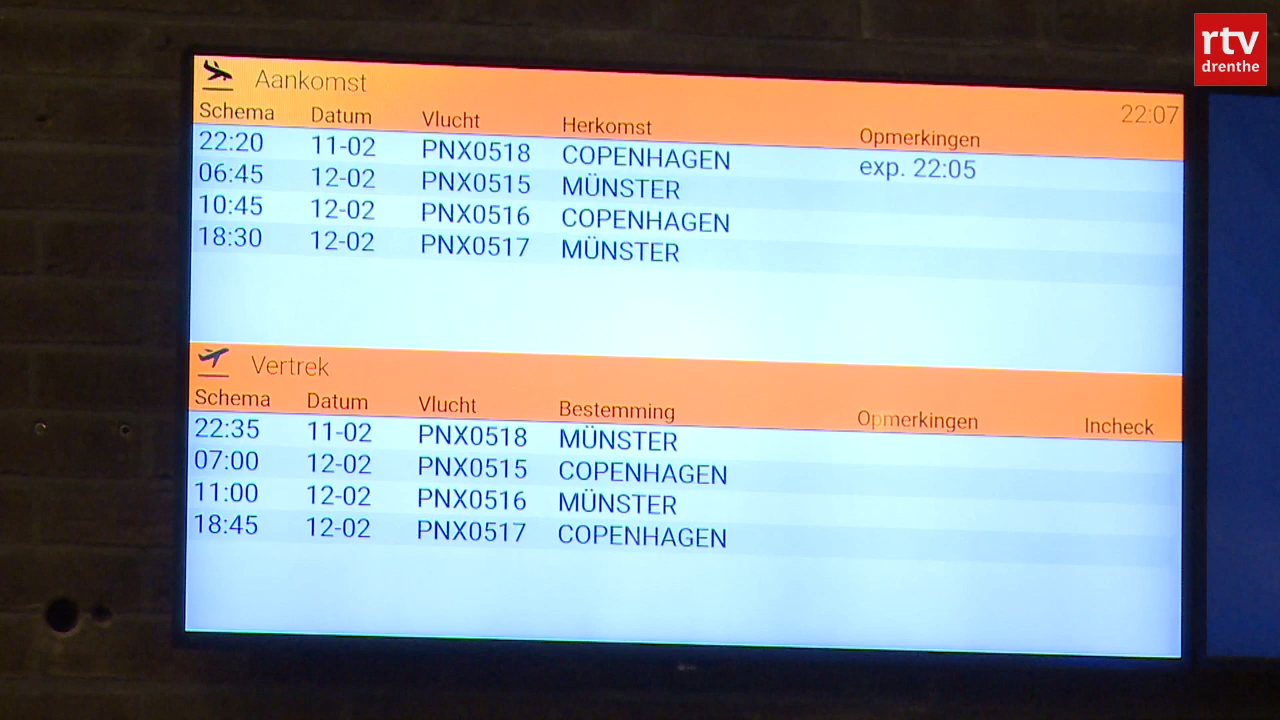 rtv
drenthe
Aankomst
22:07
Schema Datum Vlucht Herkomst Opmerkingen
22:20 11-02 PNX0518 COPENHAGEN exp. 22:05
06:45 12-02 PNX0515 MÜNSTER
10:45 12-02 PNX0516 COPENHAGEN
18:30 12-02 PNX0517 MÜNSTER
Vertrek
Schema Datum Vlucht Bestemming Opmerkingen Incheck
22:35 11-02 PNX0518 MÜNSTER
07:00 12-02 PNX0515 COPENHAGEN
11:00 12-02 PNX0516 MÜNSTER
18:45 12-02 PNX0517 COPENHAGEN